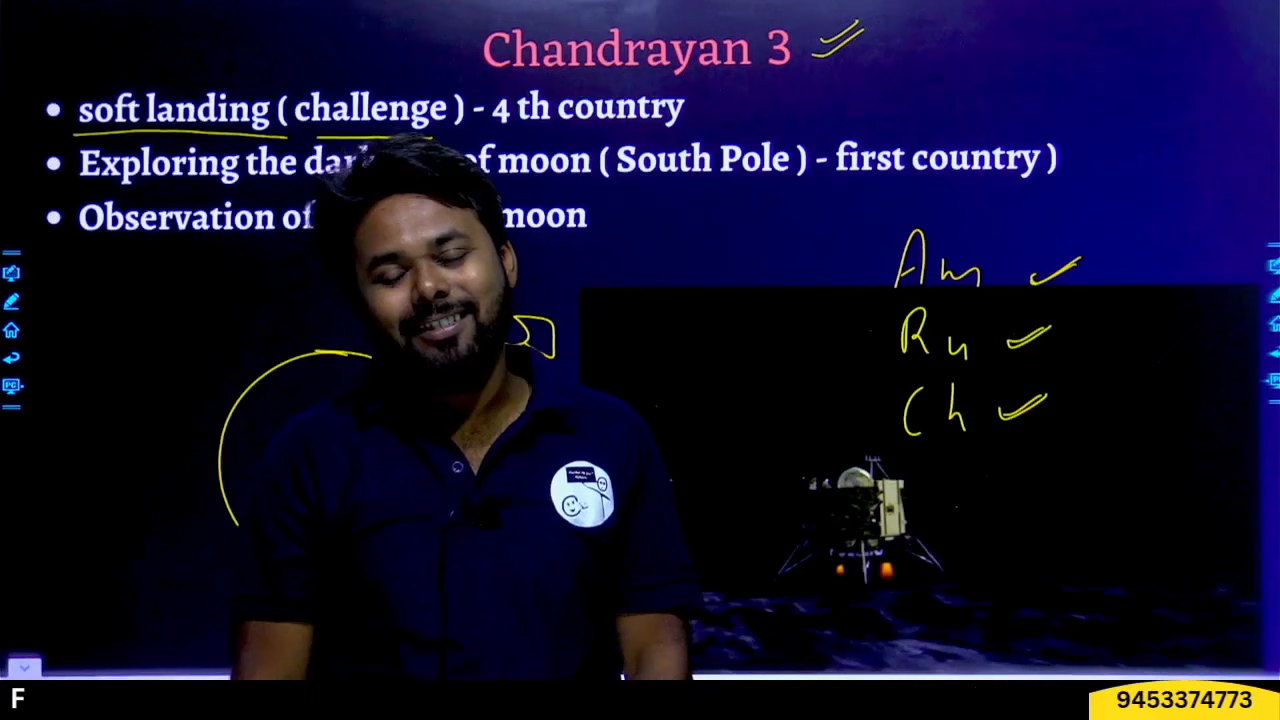 Chandrayan 3
• soft landing ( challenge ) - 4 th country
• Exploring the of moon ( South Pole ) - first country )
• Observation of moon
Am
Ru
Ch
PC
F
9453374773